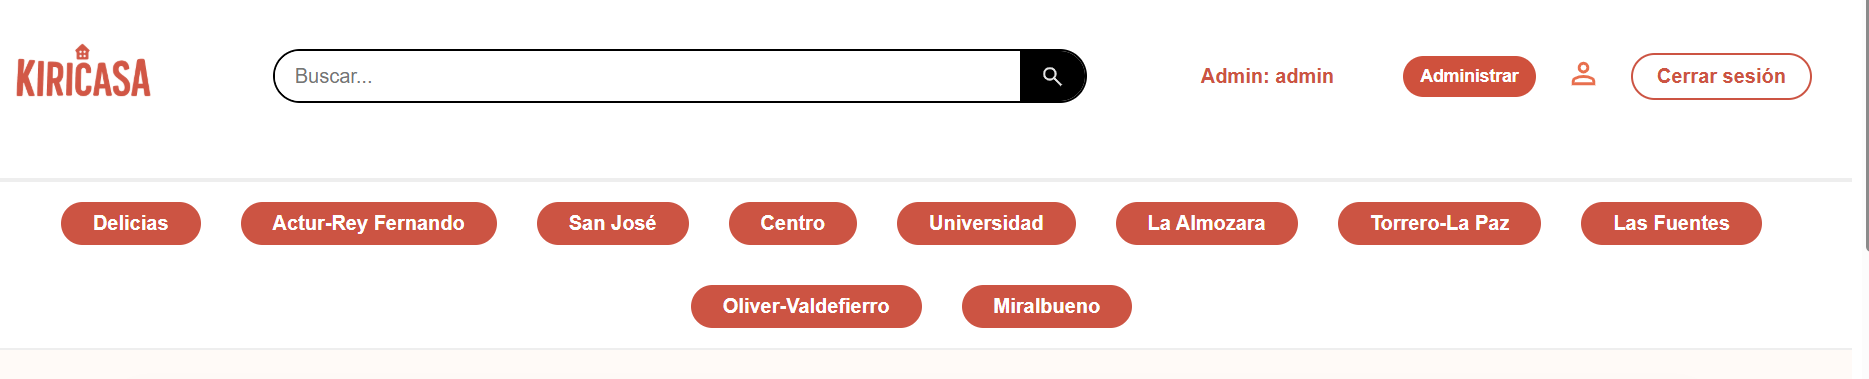 KIRICASA
Buscar...
Admin: admin
Administrar
Cerrar sesión
Delicias
Actur-Rey Fernando
San José
Centro
Universidad
La Almozara
Torrero-La Paz
Las Fuentes
Oliver-Valdefierro
Miralbueno